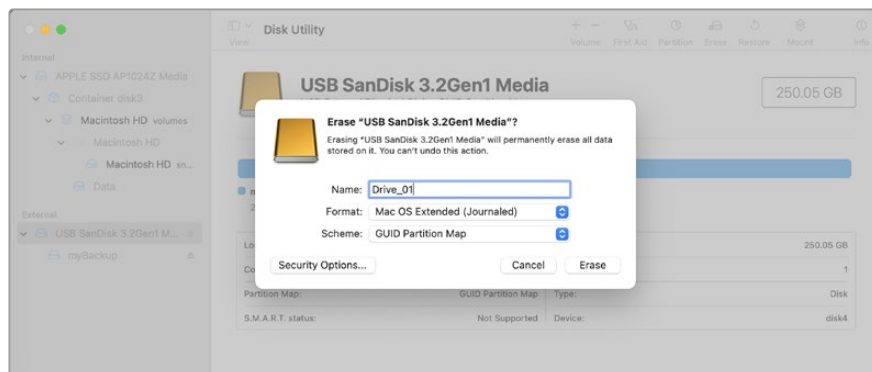 Disk Utility
View
Volume First Aid Partition Erase Restore Mount Info
Internal
APPLE SSD AP1024Z Media
Container disk3
Macintosh HD volumes
Macintosh HD
Macintosh HD sn...
Data
External
USB SanDisk 3.2Gen1 M...
myBackup
USB SanDisk 3.2Gen1 Media
250.05 GB
Erase “USB SanDisk 3.2Gen1 Media”?
Erasing “USB SanDisk 3.2Gen1 Media” will permanently erase all data
stored on it. You can't undo this action.
Name: Drive_01
Format: Mac OS Extended (Journaled)
Scheme: GUID Partition Map
Security Options... Cancel Erase
250.05 GB
1
Partition Map: GUID Partition Map Type: Disk
S.M.A.R.T. status: Not Supported Device: disk4